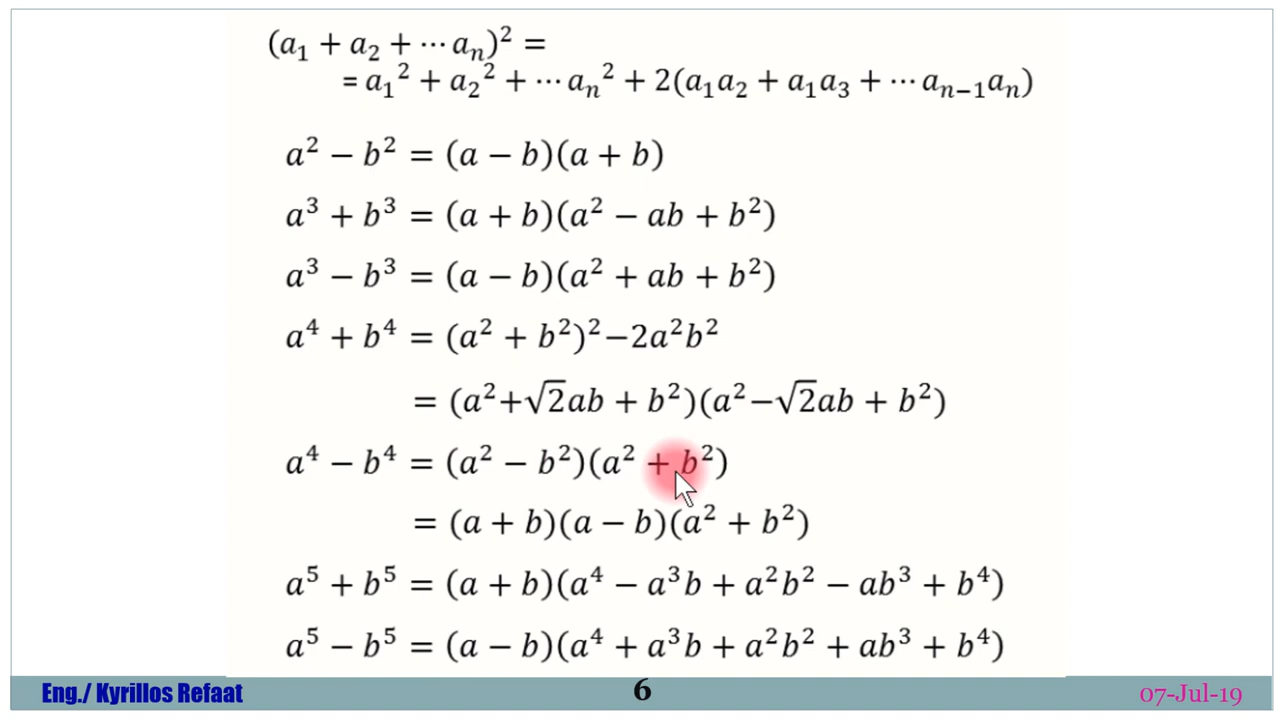 (a₁ + a₂ + ⋯ aₙ)² =
= a₁² + a₂² + ⋯ aₙ² + 2(a₁a₂ + a₁a₃ + ⋯ aₙ₋₁aₙ)
a² − b² = (a − b)(a + b)
a³ + b³ = (a + b)(a² − ab + b²)
a³ − b³ = (a − b)(a² + ab + b²)
a⁴ + b⁴ = (a² + b²)²−2a²b²
= (a²+√2ab + b²)(a²−√2ab + b²)
a⁴ − b⁴ = (a² − b²)(a² + b²)
= (a + b)(a − b)(a² + b²)
a⁵ + b⁵ = (a + b)(a⁴ − a³b + a²b² − ab³ + b⁴)
a⁵ − b⁵ = (a − b)(a⁴ + a³b + a²b² + ab³ + b⁴)
Eng./ Kyrillos Refaat 6 07-Jul-19